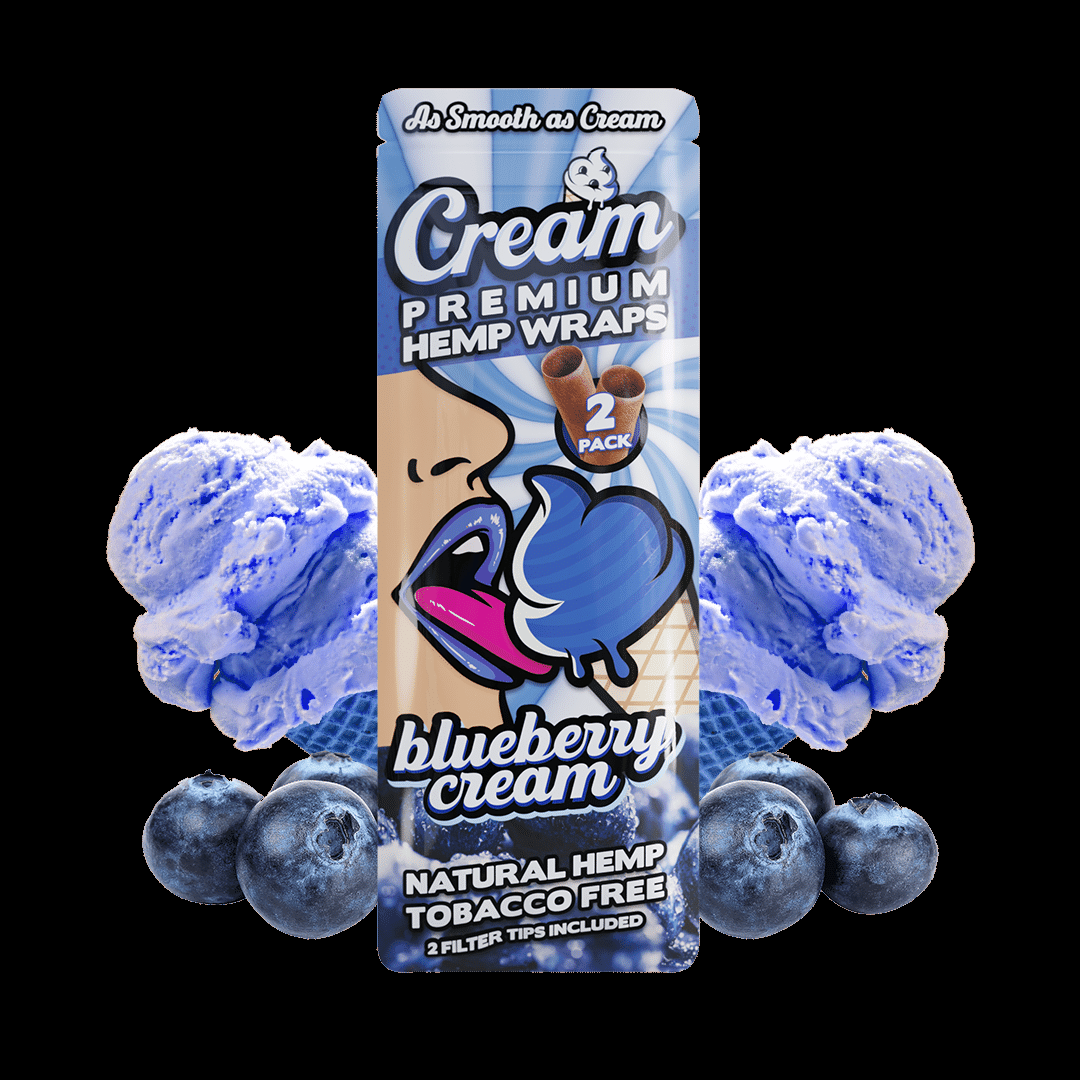 As Smooth as Cream
Cream
PREMIUM
HEMP WRAPS
2
PACK
blueberry
cream
NATURAL HEMP
TOBACCO FREE
2 FILTER TIPS INCLUDED